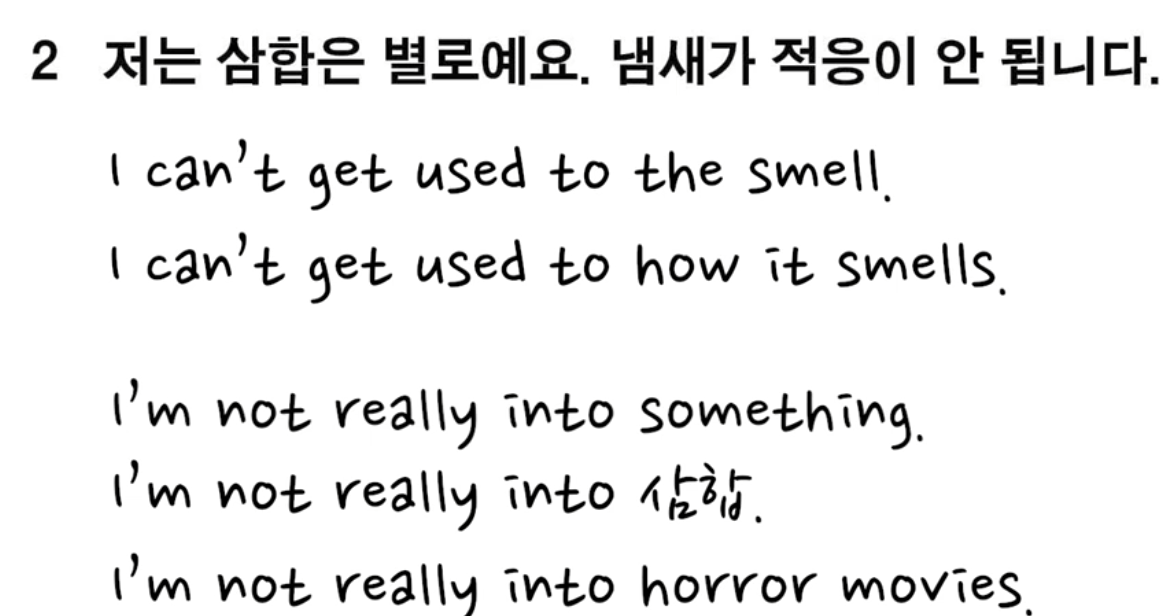 2 저는 삼합은 별로예요. 냄새가 적응이 안 됩니다.
I can't get used to the smell.
I can't get used to how it smells.
I'm not really into something.
I'm not really into 삼합.
I'm not really into horror movies.